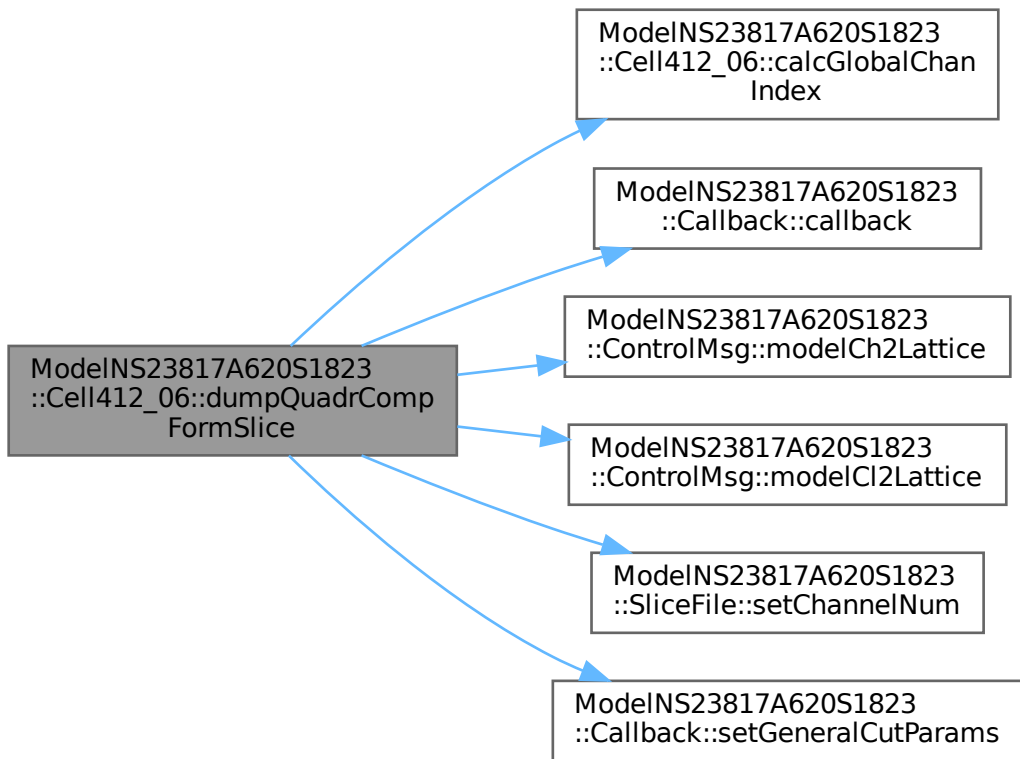 ModelNS23817A620S1823
::Cell412_06::calcGlobalChan
Index
ModelNS23817A620S1823
::Callback::callback
ModelNS23817A620S1823
::ControlMsg::modelCh2Lattice
ModelNS23817A620S1823
::Cell412_06::dumpQuadrComp
FormSlice
ModelNS23817A620S1823
::ControlMsg::modelCl2Lattice
ModelNS23817A620S1823
::SliceFile::setChannelNum
ModelNS23817A620S1823
::Callback::setGeneralCutParams